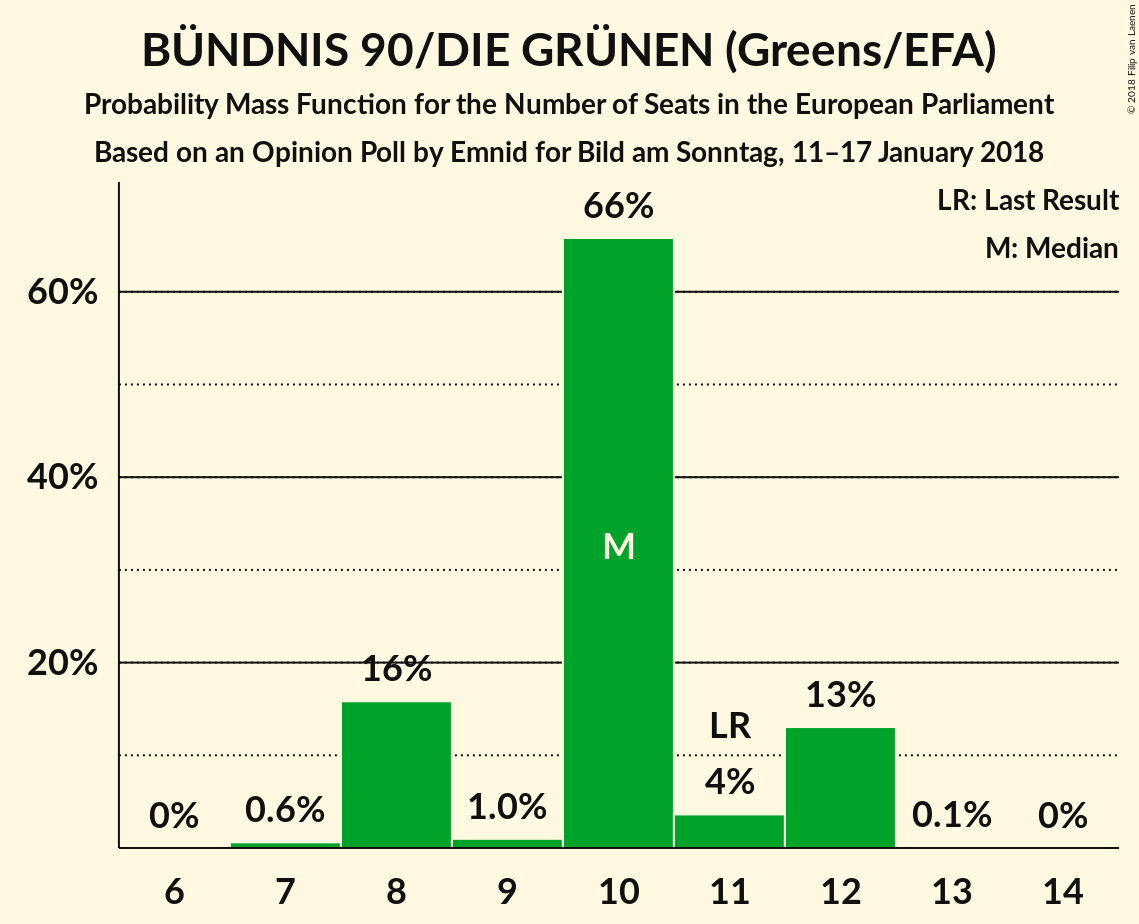 BÜNDNIS 90/DIE GRÜNEN (Greens/EFA)
Probability Mass Function for the Number of Seats in the European Parliament
Based on an Opinion Poll by Emnid for Bild am Sonntag, 11–17 January 2018
© 2018 Filip van Laenen
LR: Last Result
M: Median
66%
60%
40%
M
20%
16%
13%
LR
4%
0%
0.6%
1.0%
0.1%
0%
6 7 8 9 10 11 12 13 14